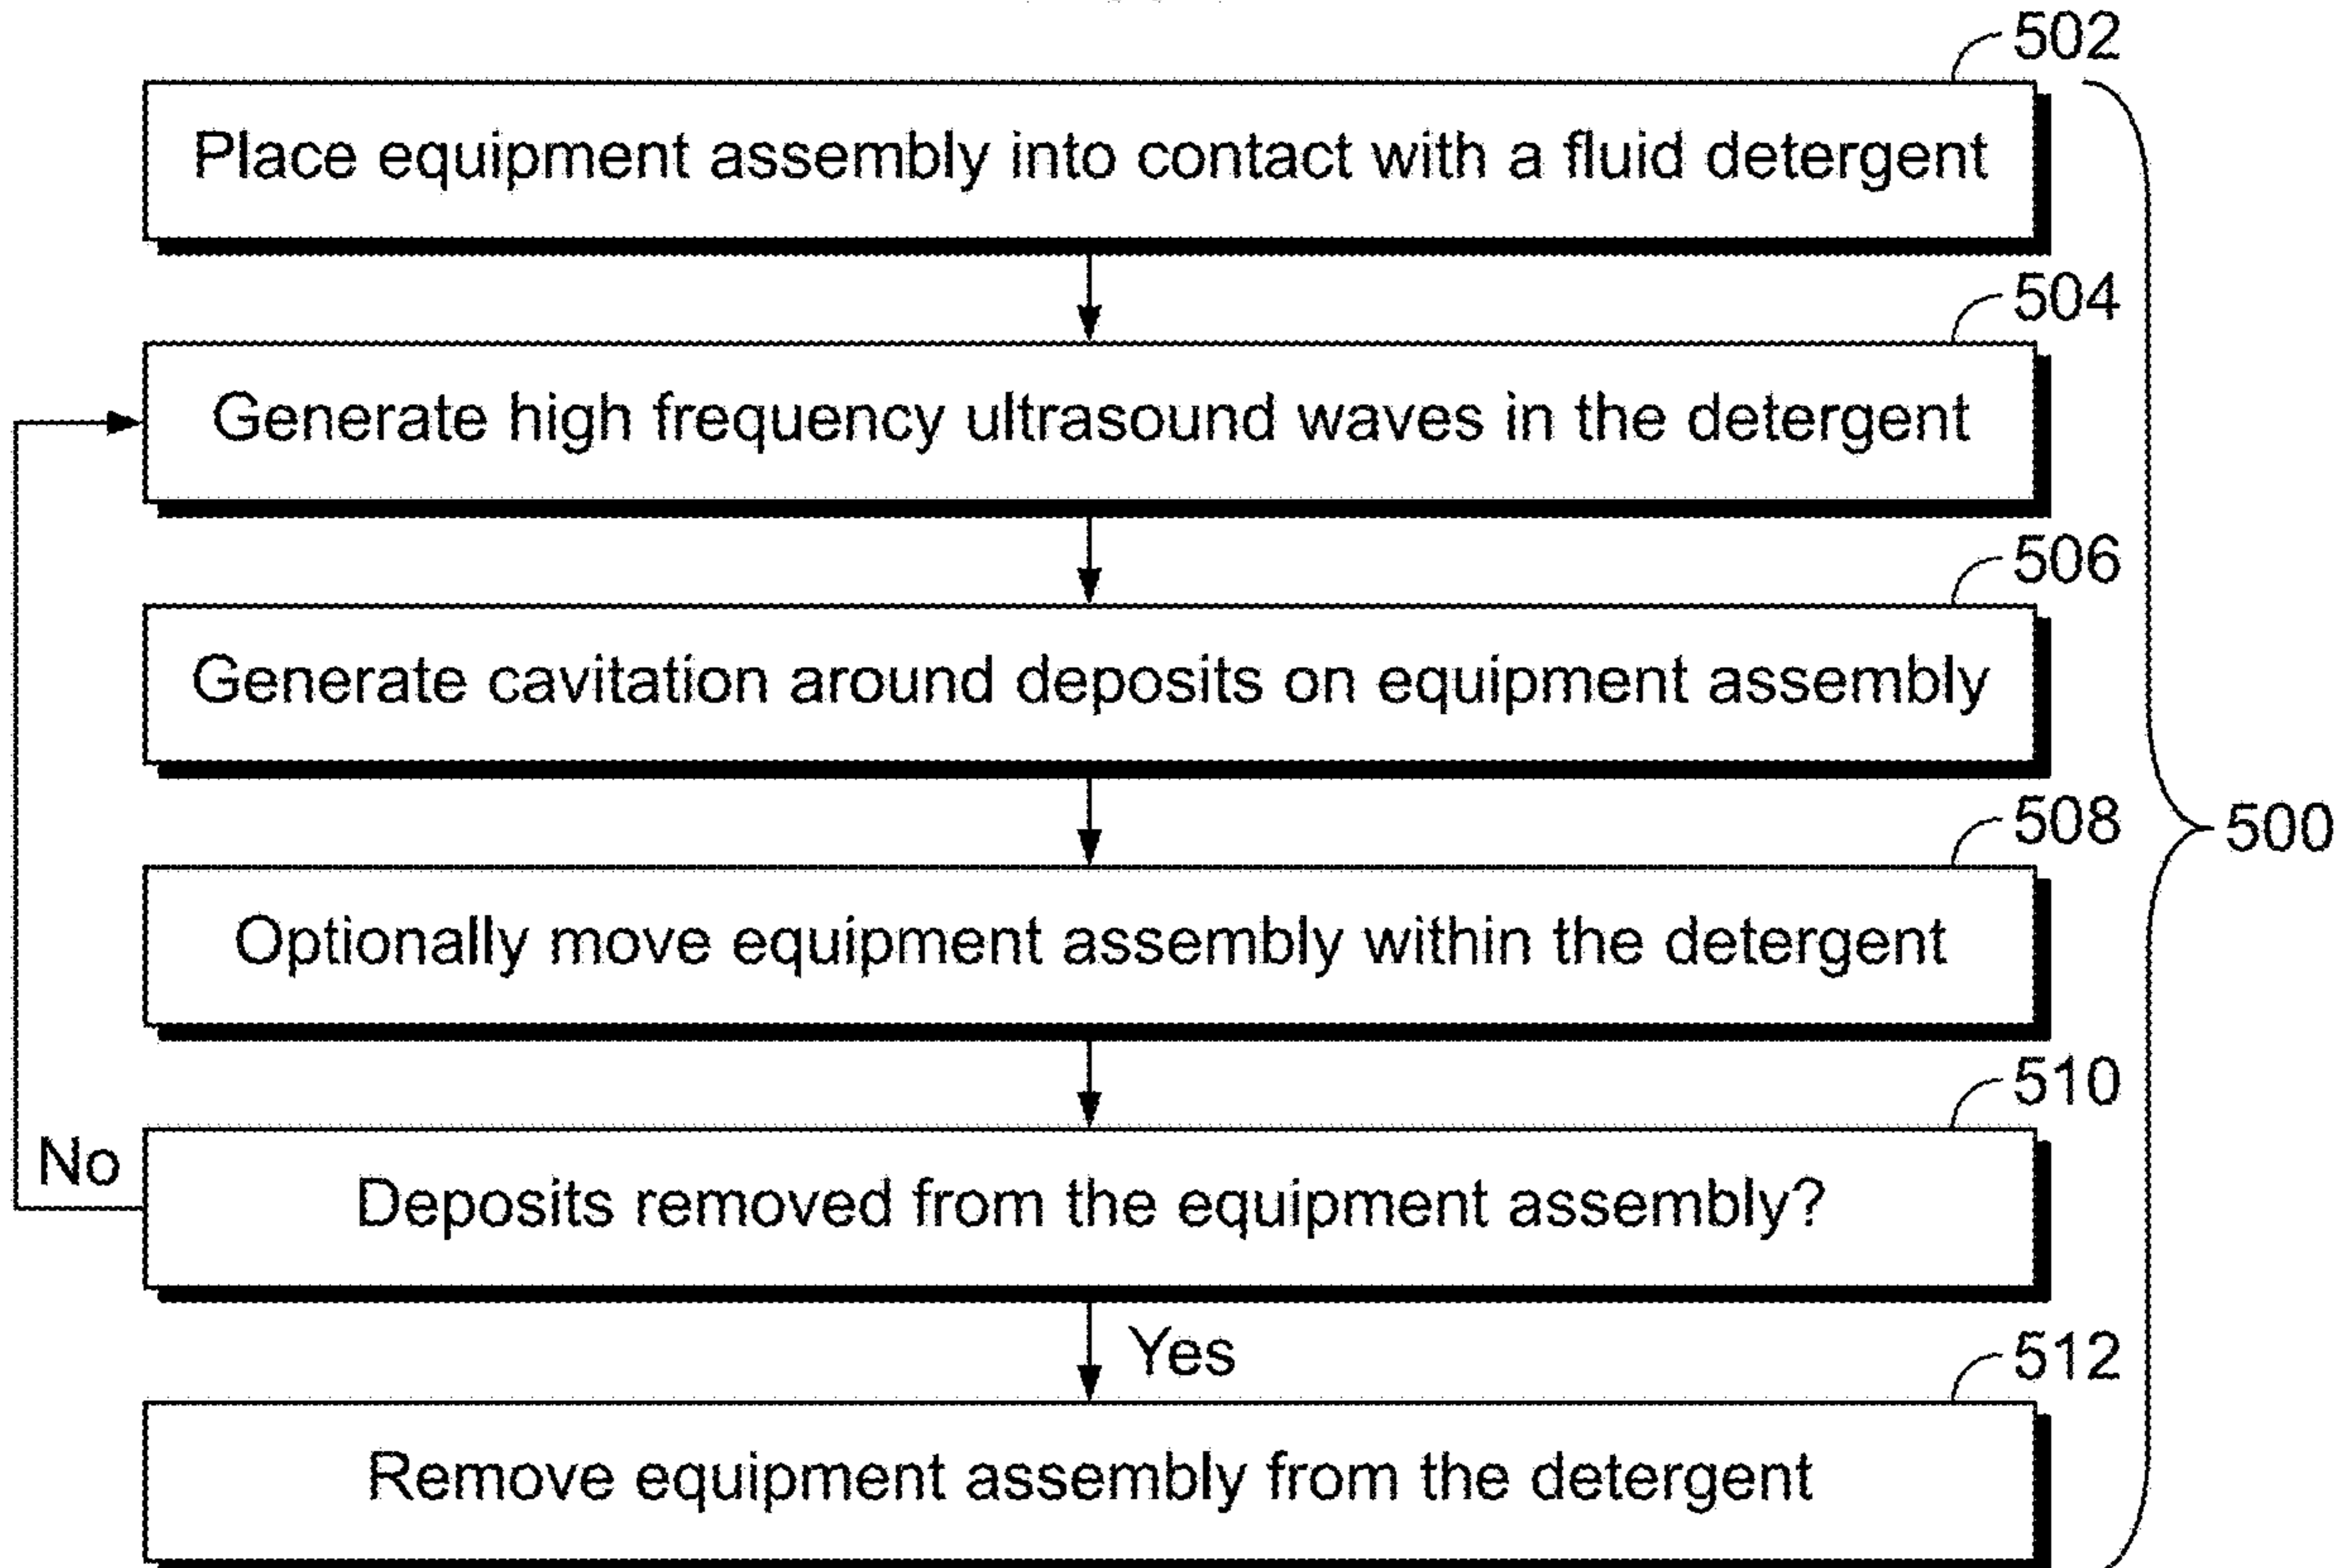 502
Place equipment assembly into contact with a fluid detergent
504
Generate high frequency ultrasound waves in the detergent
506
Generate cavitation around deposits on equipment assembly
508
500
Optionally move equipment assembly within the detergent
510
No
Deposits removed from the equipment assembly?
Yes
512
Remove equipment assembly from the detergent